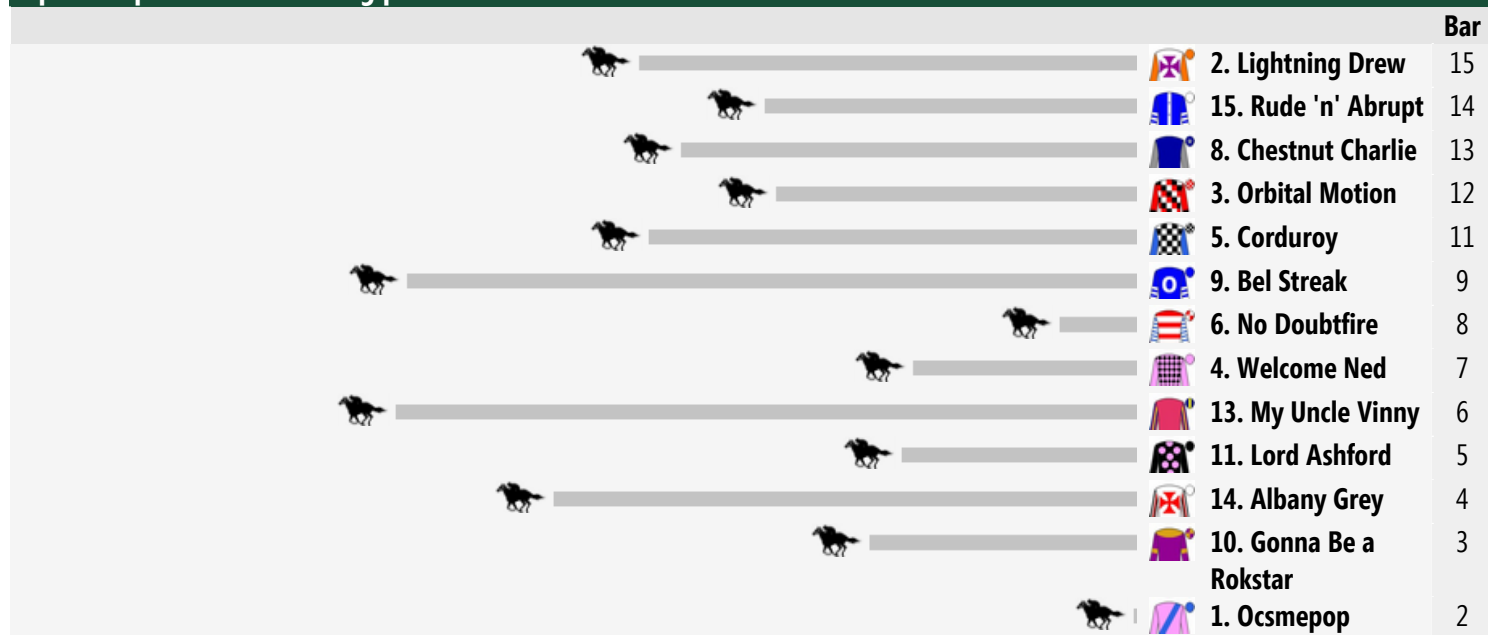 Bar
2. Lightning Drew 15
15. Rude 'n' Abrupt 14
8. Chestnut Charlie 13
3. Orbital Motion 12
5. Corduroy 11
O
9. Bel Streak 9
6. No Doubtfire 8
4. Welcome Ned 7
13. My Uncle Vinny 6
11. Lord Ashford 5
14. Albany Grey 4
10. Gonna Be a 3
Rokstar
1. Ocsmepop 2